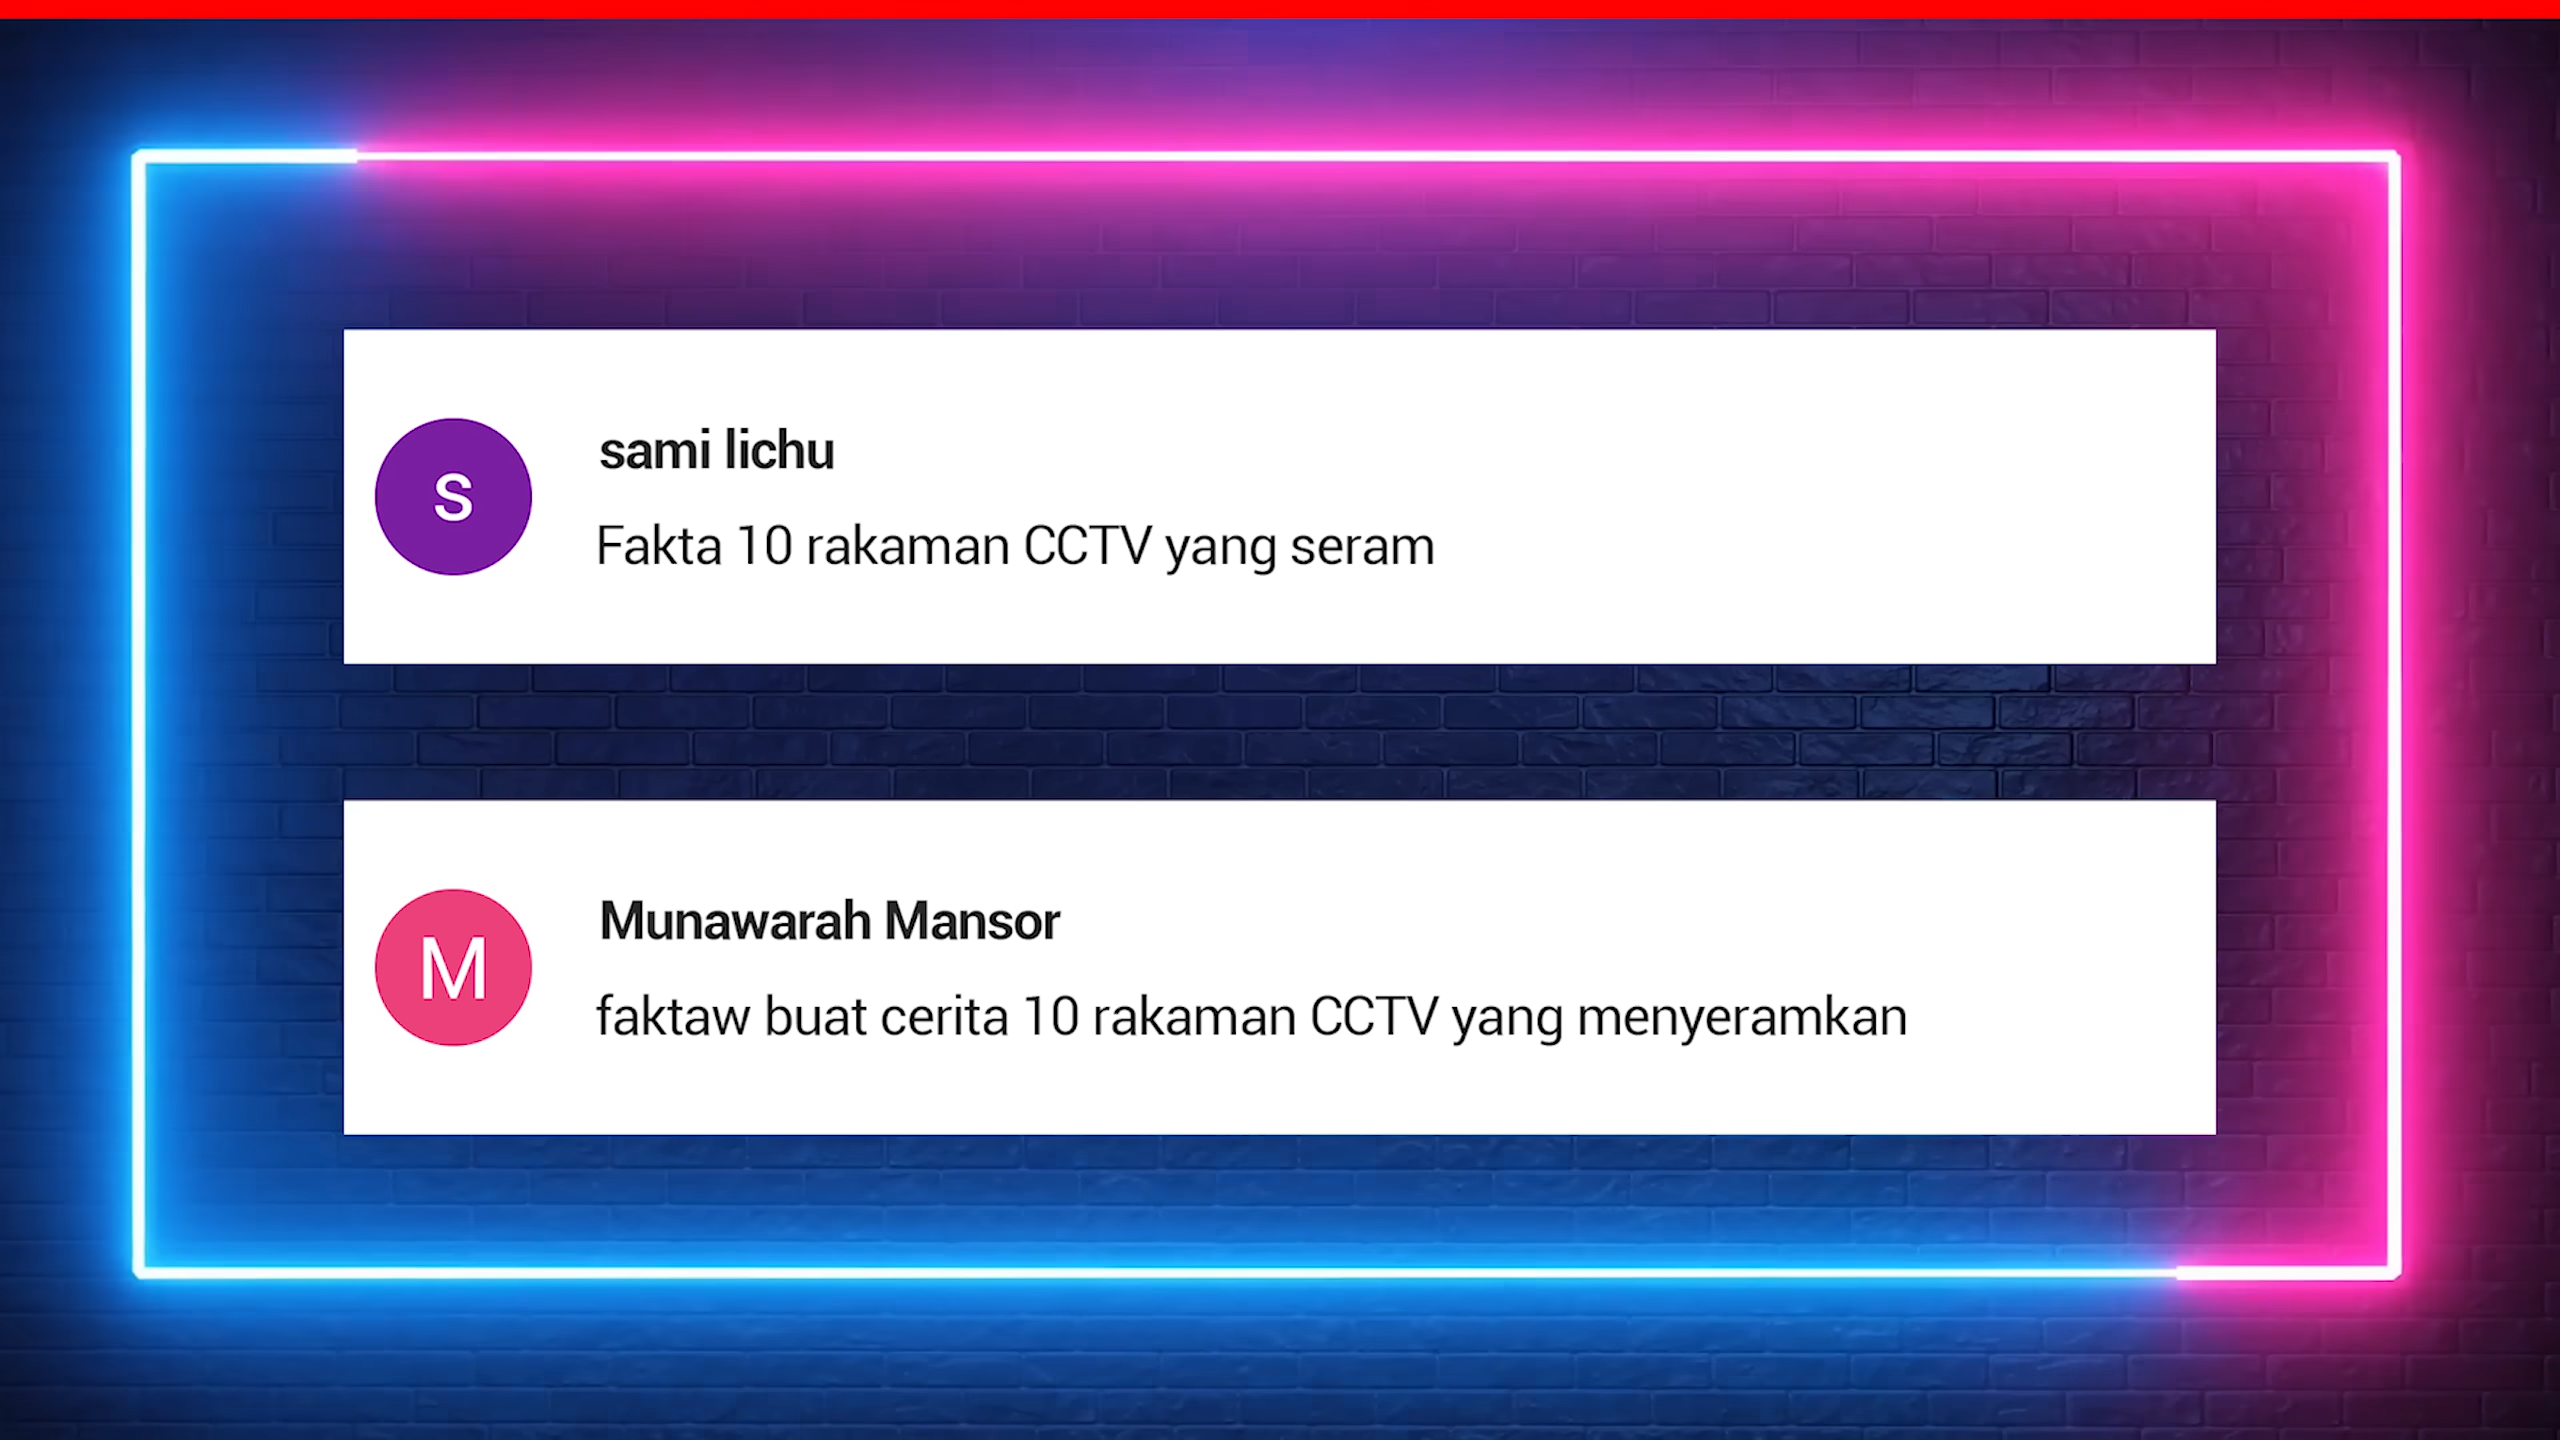 S
sami lichu
Fakta 10 rakaman CCTV yang seram
M
Munawarah Mansor
faktaw buat cerita 10 rakaman CCTV yang menyeramkan